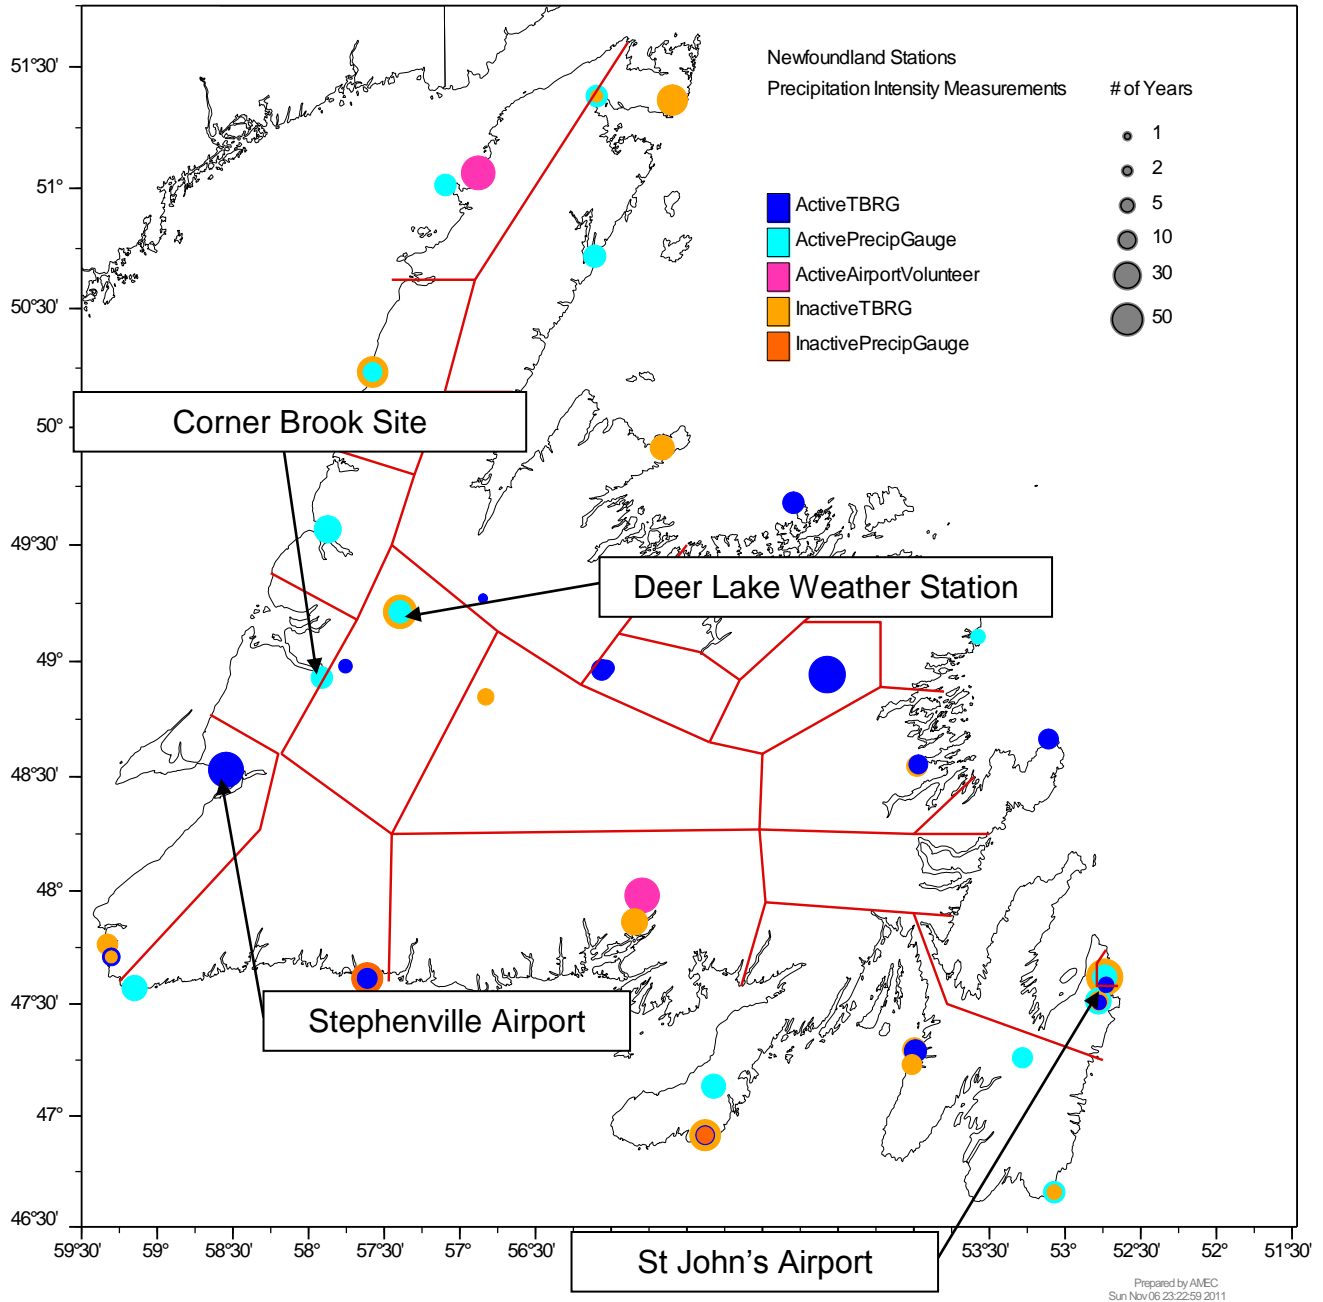 Newfoundland Stations
Precipitation Intensity Measurements
# of Years
1
2
5
10
30
50
ActiveTBRG
ActivePrecipGauge
ActiveAirportVolunteer
InactiveTBRG
InactivePrecipGauge
51°30'
51°
50°30'
50°
49°30'
49°
48°30'
48°
47°30'
47°
46°30'
Corner Brook Site
Deer Lake Weather Station
Stephenville Airport
St John's Airport
59°30'
59°
58°30'
58°
57°30'
57°
56°30'
53°30'
53°
52°30'
52°
51°30'
Prepared by AMEC
Sun Nov 06 23:22:59 2011